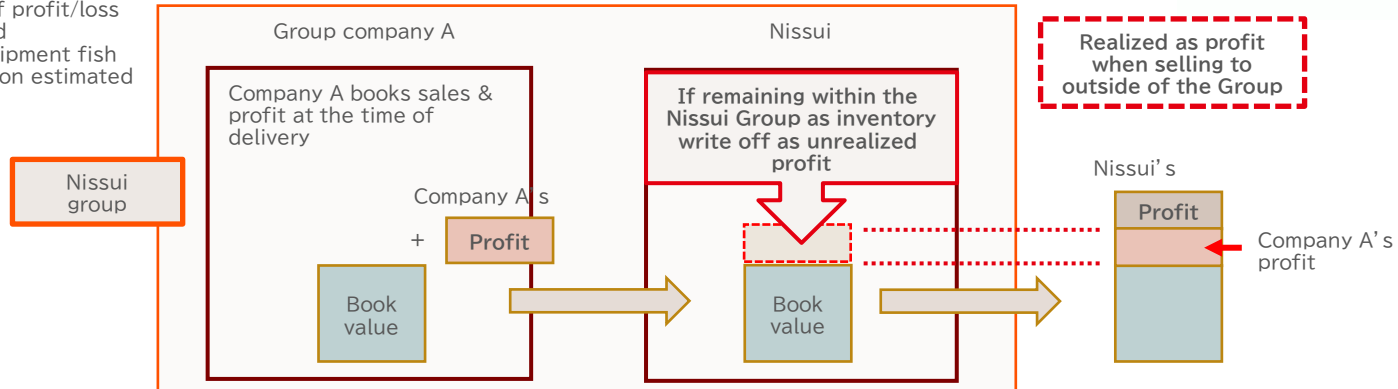 f profit/loss
d
ipment fish
on estimated
Group company A
Nissui
Realized as profit
when selling to
outside of the Group
Company A books sales &
profit at the time of
delivery
If remaining within the
Nissui Group as inventory
write off as unrealized
profit
Nissui
group
Company A's
+
Profit
Book
value
Book
value
Nissui's
Profit
Company A's
profit